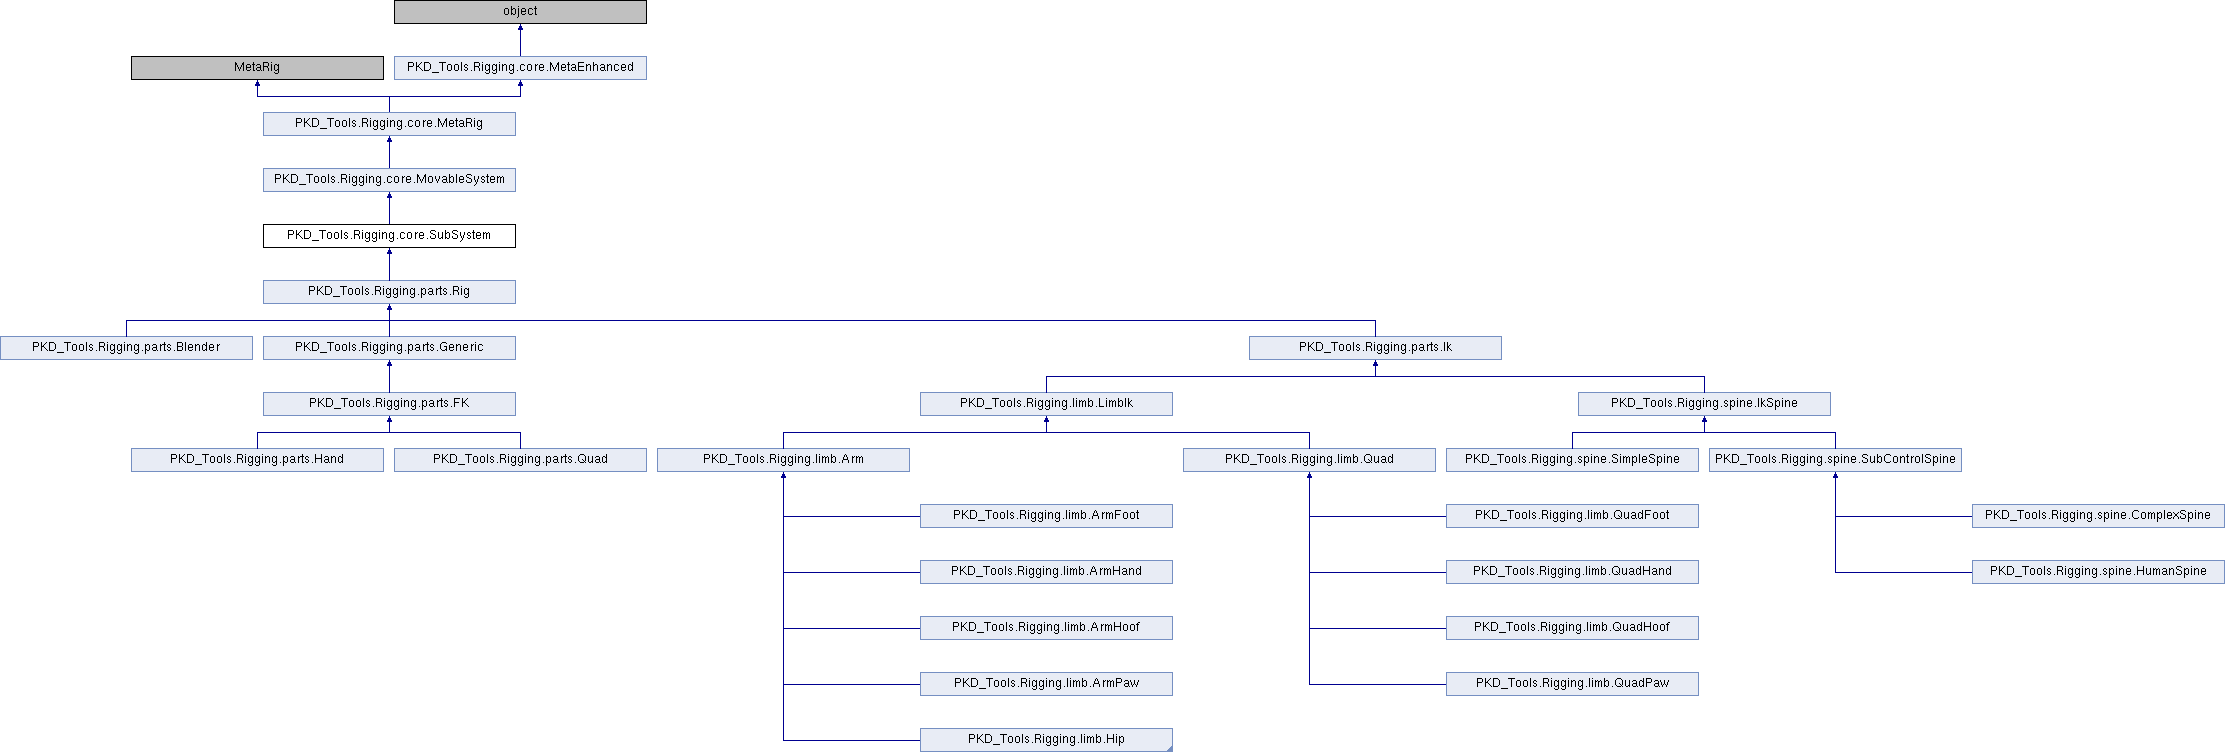 object
MetaRig
PKD_Tools.Rigging.core.MetaEnhanced
PKD_Tools.Rigging.core.MetaRig
PKD_Tools.Rigging.core.MovableSystem
PKD_Tools.Rigging.core.SubSystem
PKD_Tools.Rigging.parts.Rig
PKD_Tools.Rigging.parts.Blender
PKD_Tools.Rigging.parts.Generic
PKD_Tools.Rigging.parts.Ik
PKD_Tools.Rigging.parts.FK
PKD_Tools.Rigging.limb.LimbIk
PKD_Tools.Rigging.spine.IkSpine
PKD_Tools.Rigging.parts.Hand
PKD_Tools.Rigging.parts.Quad
PKD_Tools.Rigging.limb.Arm
PKD_Tools.Rigging.limb.Quad
PKD_Tools.Rigging.spine.SimpleSpine
PKD_Tools.Rigging.spine.SubControlSpine
PKD_Tools.Rigging.limb.ArmFoot
PKD_Tools.Rigging.limb.QuadFoot
PKD_Tools.Rigging.spine.ComplexSpine
PKD_Tools.Rigging.limb.ArmHand
PKD_Tools.Rigging.limb.QuadHand
PKD_Tools.Rigging.spine.HumanSpine
PKD_Tools.Rigging.limb.ArmHoof
PKD_Tools.Rigging.limb.QuadHoof
PKD_Tools.Rigging.limb.ArmPaw
PKD_Tools.Rigging.limb.QuadPaw
PKD_Tools.Rigging.limb.Hip